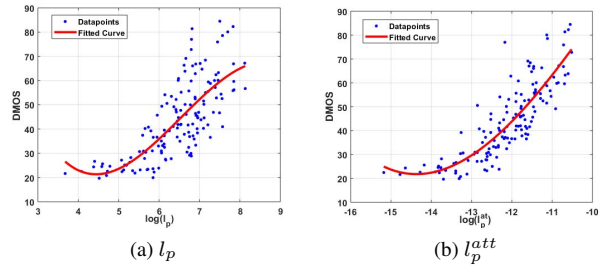 (a)
90
80
70
60
50
40
30
20
10
DMOS
Datapoints
Fitted Curve
3 4 5 6 7 8 9
log(l_p)
(a) l_p
(b)
90
80
70
60
50
40
30
20
10
DMOS
Datapoints
Fitted Curve
-16 -15 -14 -13 -12 -11 -10
log(l_p^at)
(b) l_p^{att}